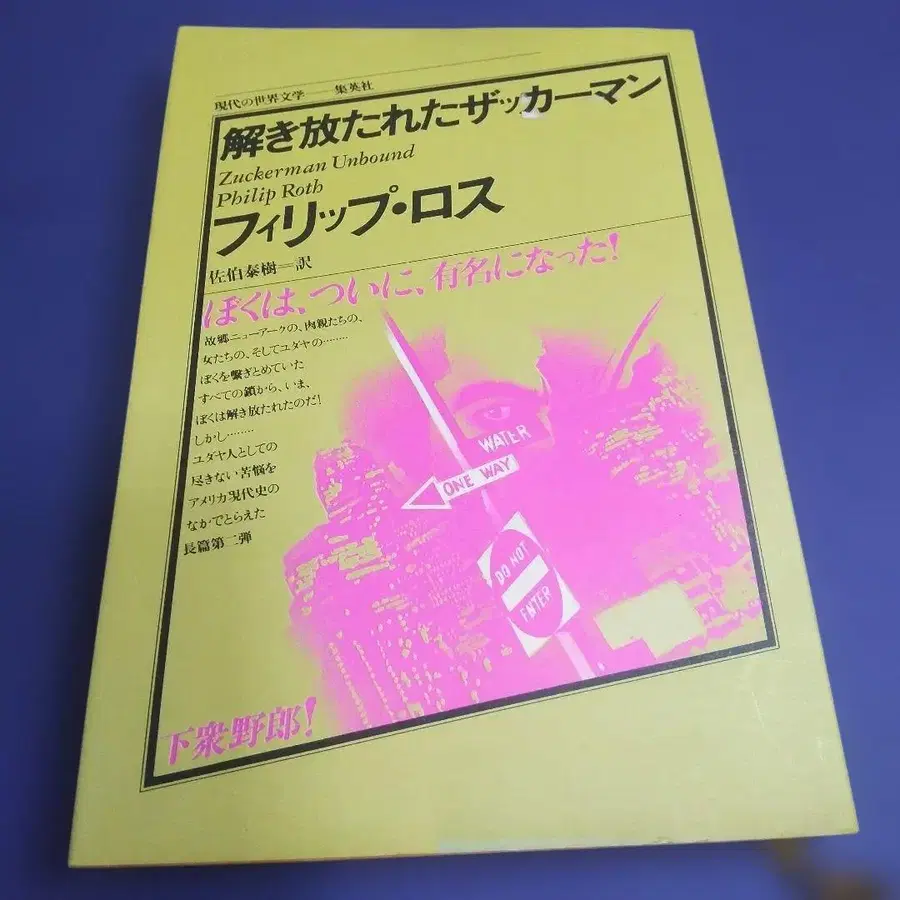 現代の世界文学――集英社
解き放たれたザッカーマン
Zuckerman Unbound
Philip Roth
フィリップ・ロス
佐伯泰樹=訳
ぼくは、ついに、有名になった!
故郷ニューアークの、肉親たちの、
女たちの、そしてユダヤの………
ぼくを繋ぎとめていた
すべての鎖から、いま、
ぼくは解き放たれたのだ!
しかし………
ユダヤ人としての
尽きない苦悩を
アメリカ現代史の
なかでとらえた
長篇第二弾
WATER
ONE WAY
DO NOT
ENTER
下衆野郎!